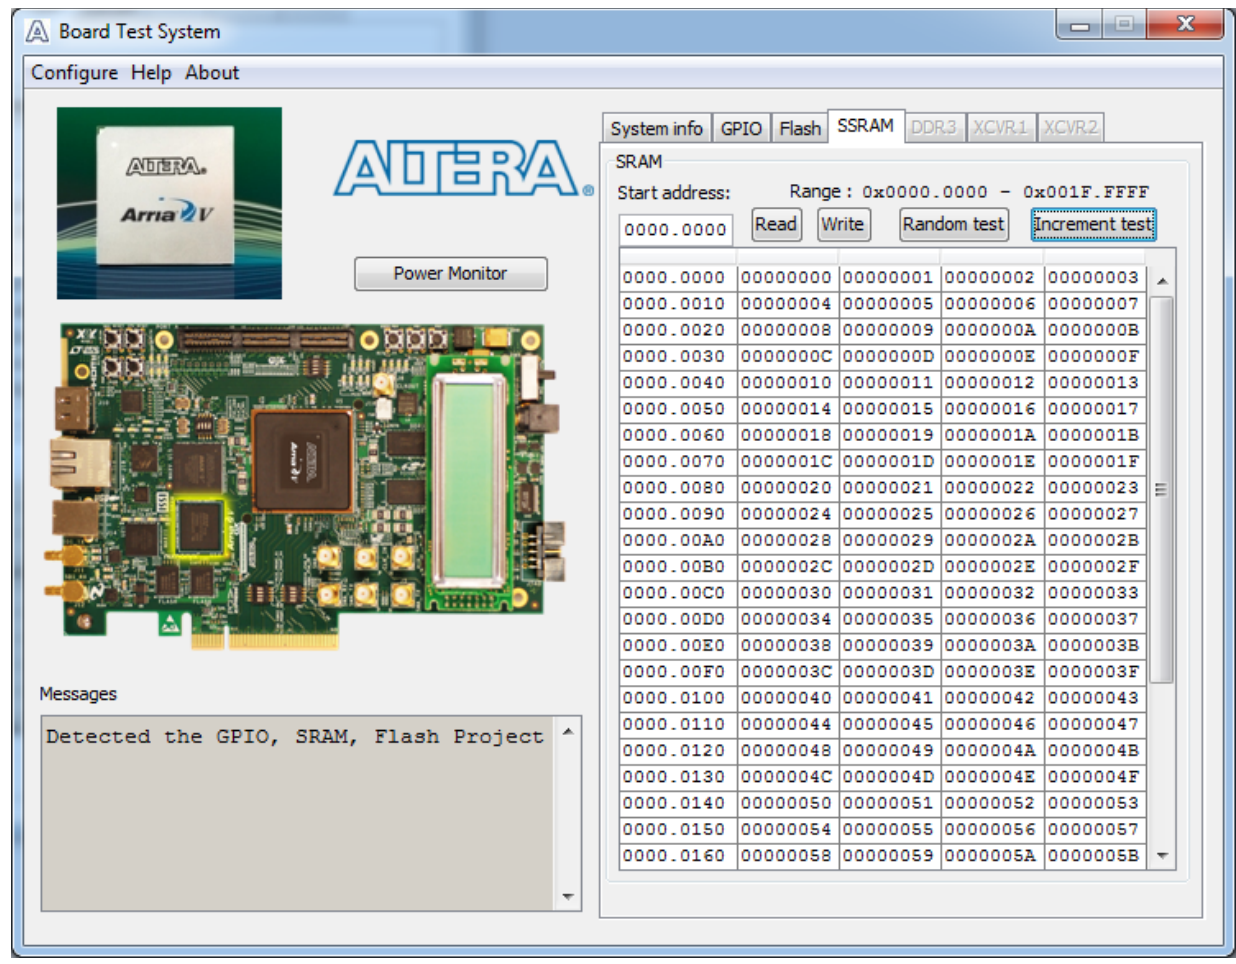 Board Test System
Configure Help About
ALTERA®
Arria V
ALTERA®
Power Monitor
System info GPIO Flash SSRAM DDR3 XCVR1 XCVR2
SRAM
Start address: Range : 0x0000.0000 - 0x001F.FFFF
0000.0000 Read Write Random test Increment test
0000.0000 00000000 00000001 00000002 00000003
0000.0010 00000004 00000005 00000006 00000007
0000.0020 00000008 00000009 0000000A 0000000B
0000.0030 0000000C 0000000D 0000000E 0000000F
0000.0040 00000010 00000011 00000012 00000013
0000.0050 00000014 00000015 00000016 00000017
0000.0060 00000018 00000019 0000001A 0000001B
0000.0070 0000001C 0000001D 0000001E 0000001F
0000.0080 00000020 00000021 00000022 00000023
0000.0090 00000024 00000025 00000026 00000027
0000.00A0 00000028 00000029 0000002A 0000002B
0000.00B0 0000002C 0000002D 0000002E 0000002F
0000.00C0 00000030 00000031 00000032 00000033
0000.00D0 00000034 00000035 00000036 00000037
0000.00E0 00000038 00000039 0000003A 0000003B
0000.00F0 0000003C 0000003D 0000003E 0000003F
0000.0100 00000040 00000041 00000042 00000043
0000.0110 00000044 00000045 00000046 00000047
0000.0120 00000048 00000049 0000004A 0000004B
0000.0130 0000004C 0000004D 0000004E 0000004F
0000.0140 00000050 00000051 00000052 00000053
0000.0150 00000054 00000055 00000056 00000057
0000.0160 00000058 00000059 0000005A 0000005B
ALTERA
Arria V
FLASH FLASH
Messages
Detected the GPIO, SRAM, Flash Project